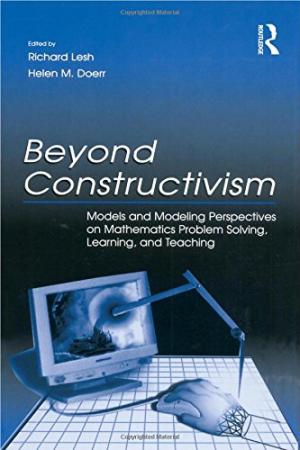 Edited by
Richard Lesh
Helen M. Doerr
ROUTLEDGE
Beyond
Constructivism
Models and Modeling Perspectives
on Mathematics Problem Solving,
Learning, and Teaching